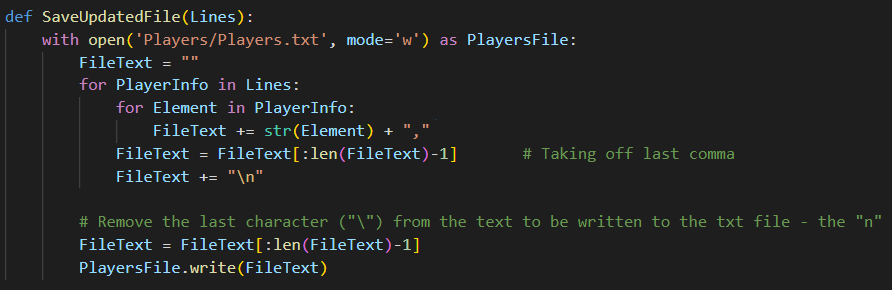 def SaveUpdatedFile(Lines):
    with open('Players/Players.txt', mode='w') as PlayersFile:
        FileText = ""
        for PlayerInfo in Lines:
            for Element in PlayerInfo:
                FileText += str(Element) + ","
            FileText = FileText[:len(FileText)-1]       # Taking off last comma
            FileText += "\n"

        # Remove the last character ("\") from the text to be written to the txt file - the "n"
        FileText = FileText[:len(FileText)-1]
        PlayersFile.write(FileText)